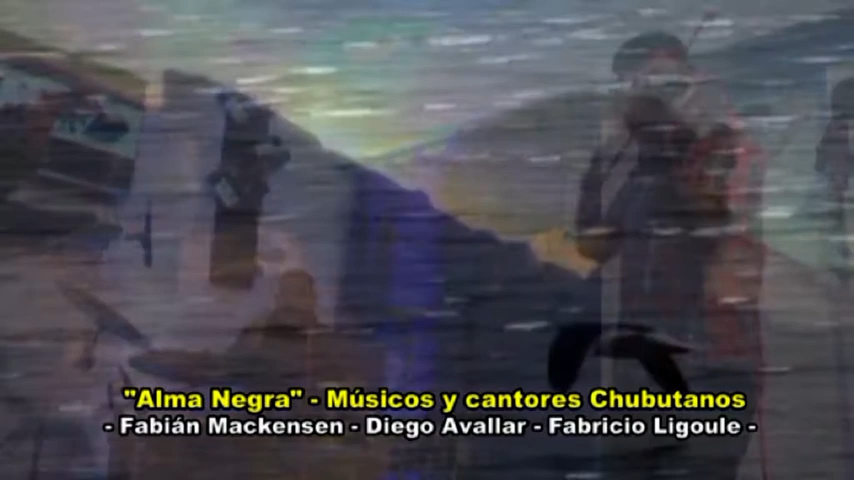 "Alma Negra" - Músicos y cantores Chubutanos
- Fabián Mackensen - Diego Avallar - Fabricio Ligoule -